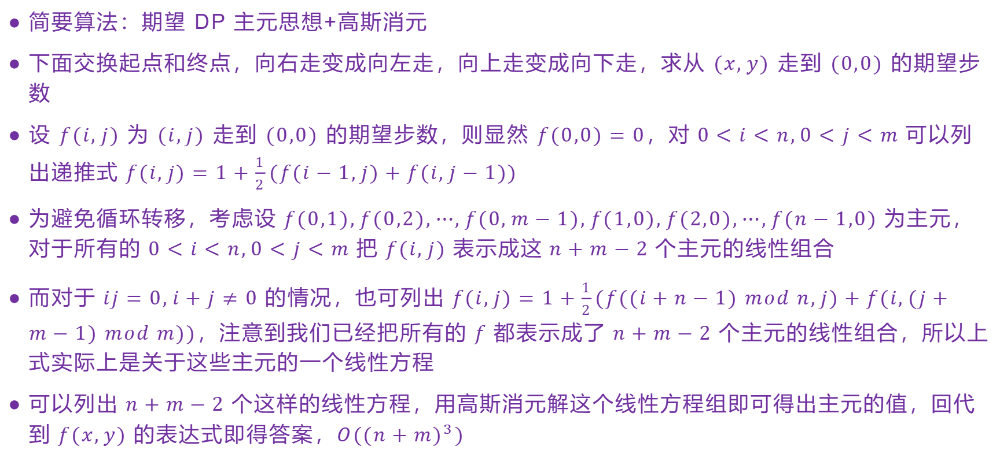 ● 简要算法：期望 DP 主元思想+高斯消元
● 下面交换起点和终点，向右走变成向左走，向上走变成向下走，求从 (x, y) 走到 (0,0) 的期望步
数
● 设 f(i, j) 为 (i, j) 走到 (0,0) 的期望步数，则显然 f(0,0) = 0，对 0 < i < n, 0 < j < m 可以列
出递推式 f(i, j) = 1 + 1/2 (f(i − 1, j) + f(i, j − 1))
● 为避免循环转移，考虑设 f(0,1), f(0,2), ⋯, f(0, m − 1), f(1,0), f(2,0), ⋯, f(n − 1,0) 为主元，
对于所有的 0 < i < n, 0 < j < m 把 f(i, j) 表示成这 n + m − 2 个主元的线性组合
● 而对于 ij = 0, i + j ≠ 0 的情况，也可列出 f(i, j) = 1 + 1/2 (f((i + n − 1) mod n, j) + f(i, (j +
m − 1) mod m))，注意到我们已经把所有的 f 都表示成了 n + m − 2 个主元的线性组合，所以上
式实际上是关于这些主元的一个线性方程
● 可以列出 n + m − 2 个这样的线性方程，用高斯消元解这个线性方程组即可得出主元的值，回代
到 f(x, y) 的表达式即得答案，O((n + m)³)